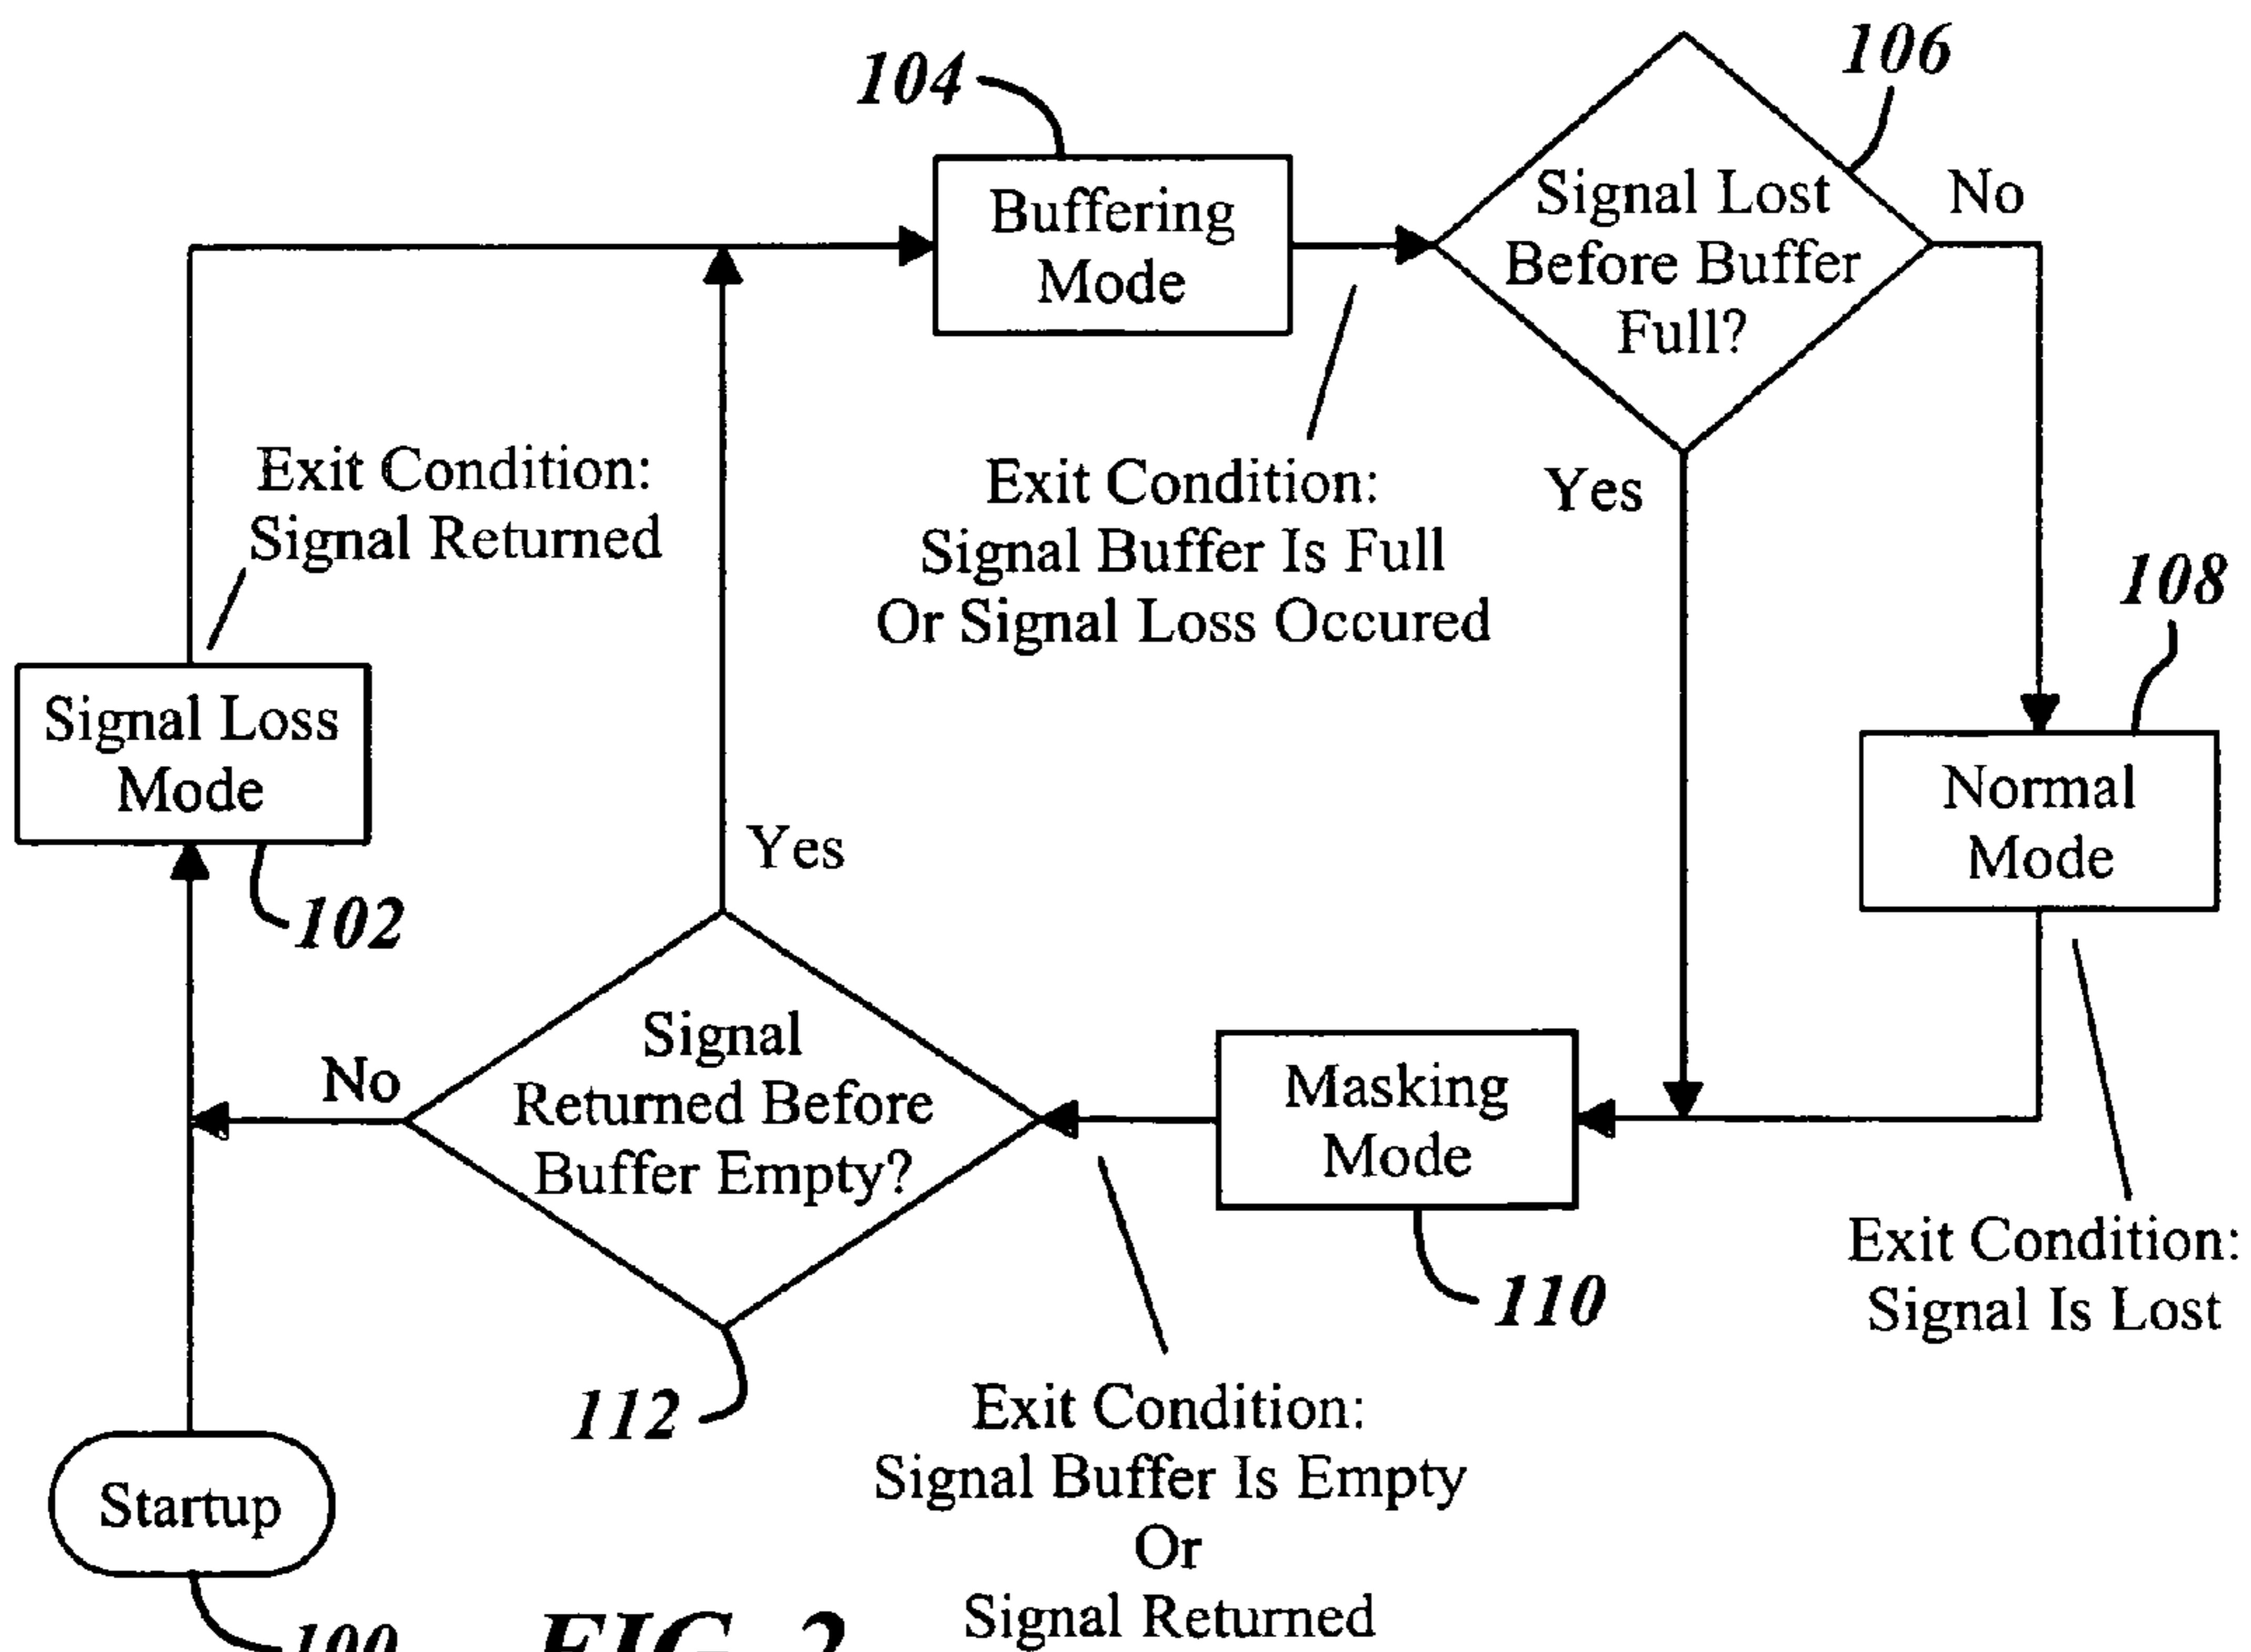 104
106
Buffering
Mode
Signal Lost
Before Buffer
Full?
No
Exit Condition:
Signal Returned
Exit Condition:
Signal Buffer Is Full
Or Signal Loss Occured
Yes
108
Signal Loss
Mode
102
Yes
Normal
Mode
No
Signal
Returned Before
Buffer Empty?
Masking
Mode
110
Exit Condition:
Signal Is Lost
112
Exit Condition:
Signal Buffer Is Empty
Or
Signal Returned
Startup
100
FIG. 2